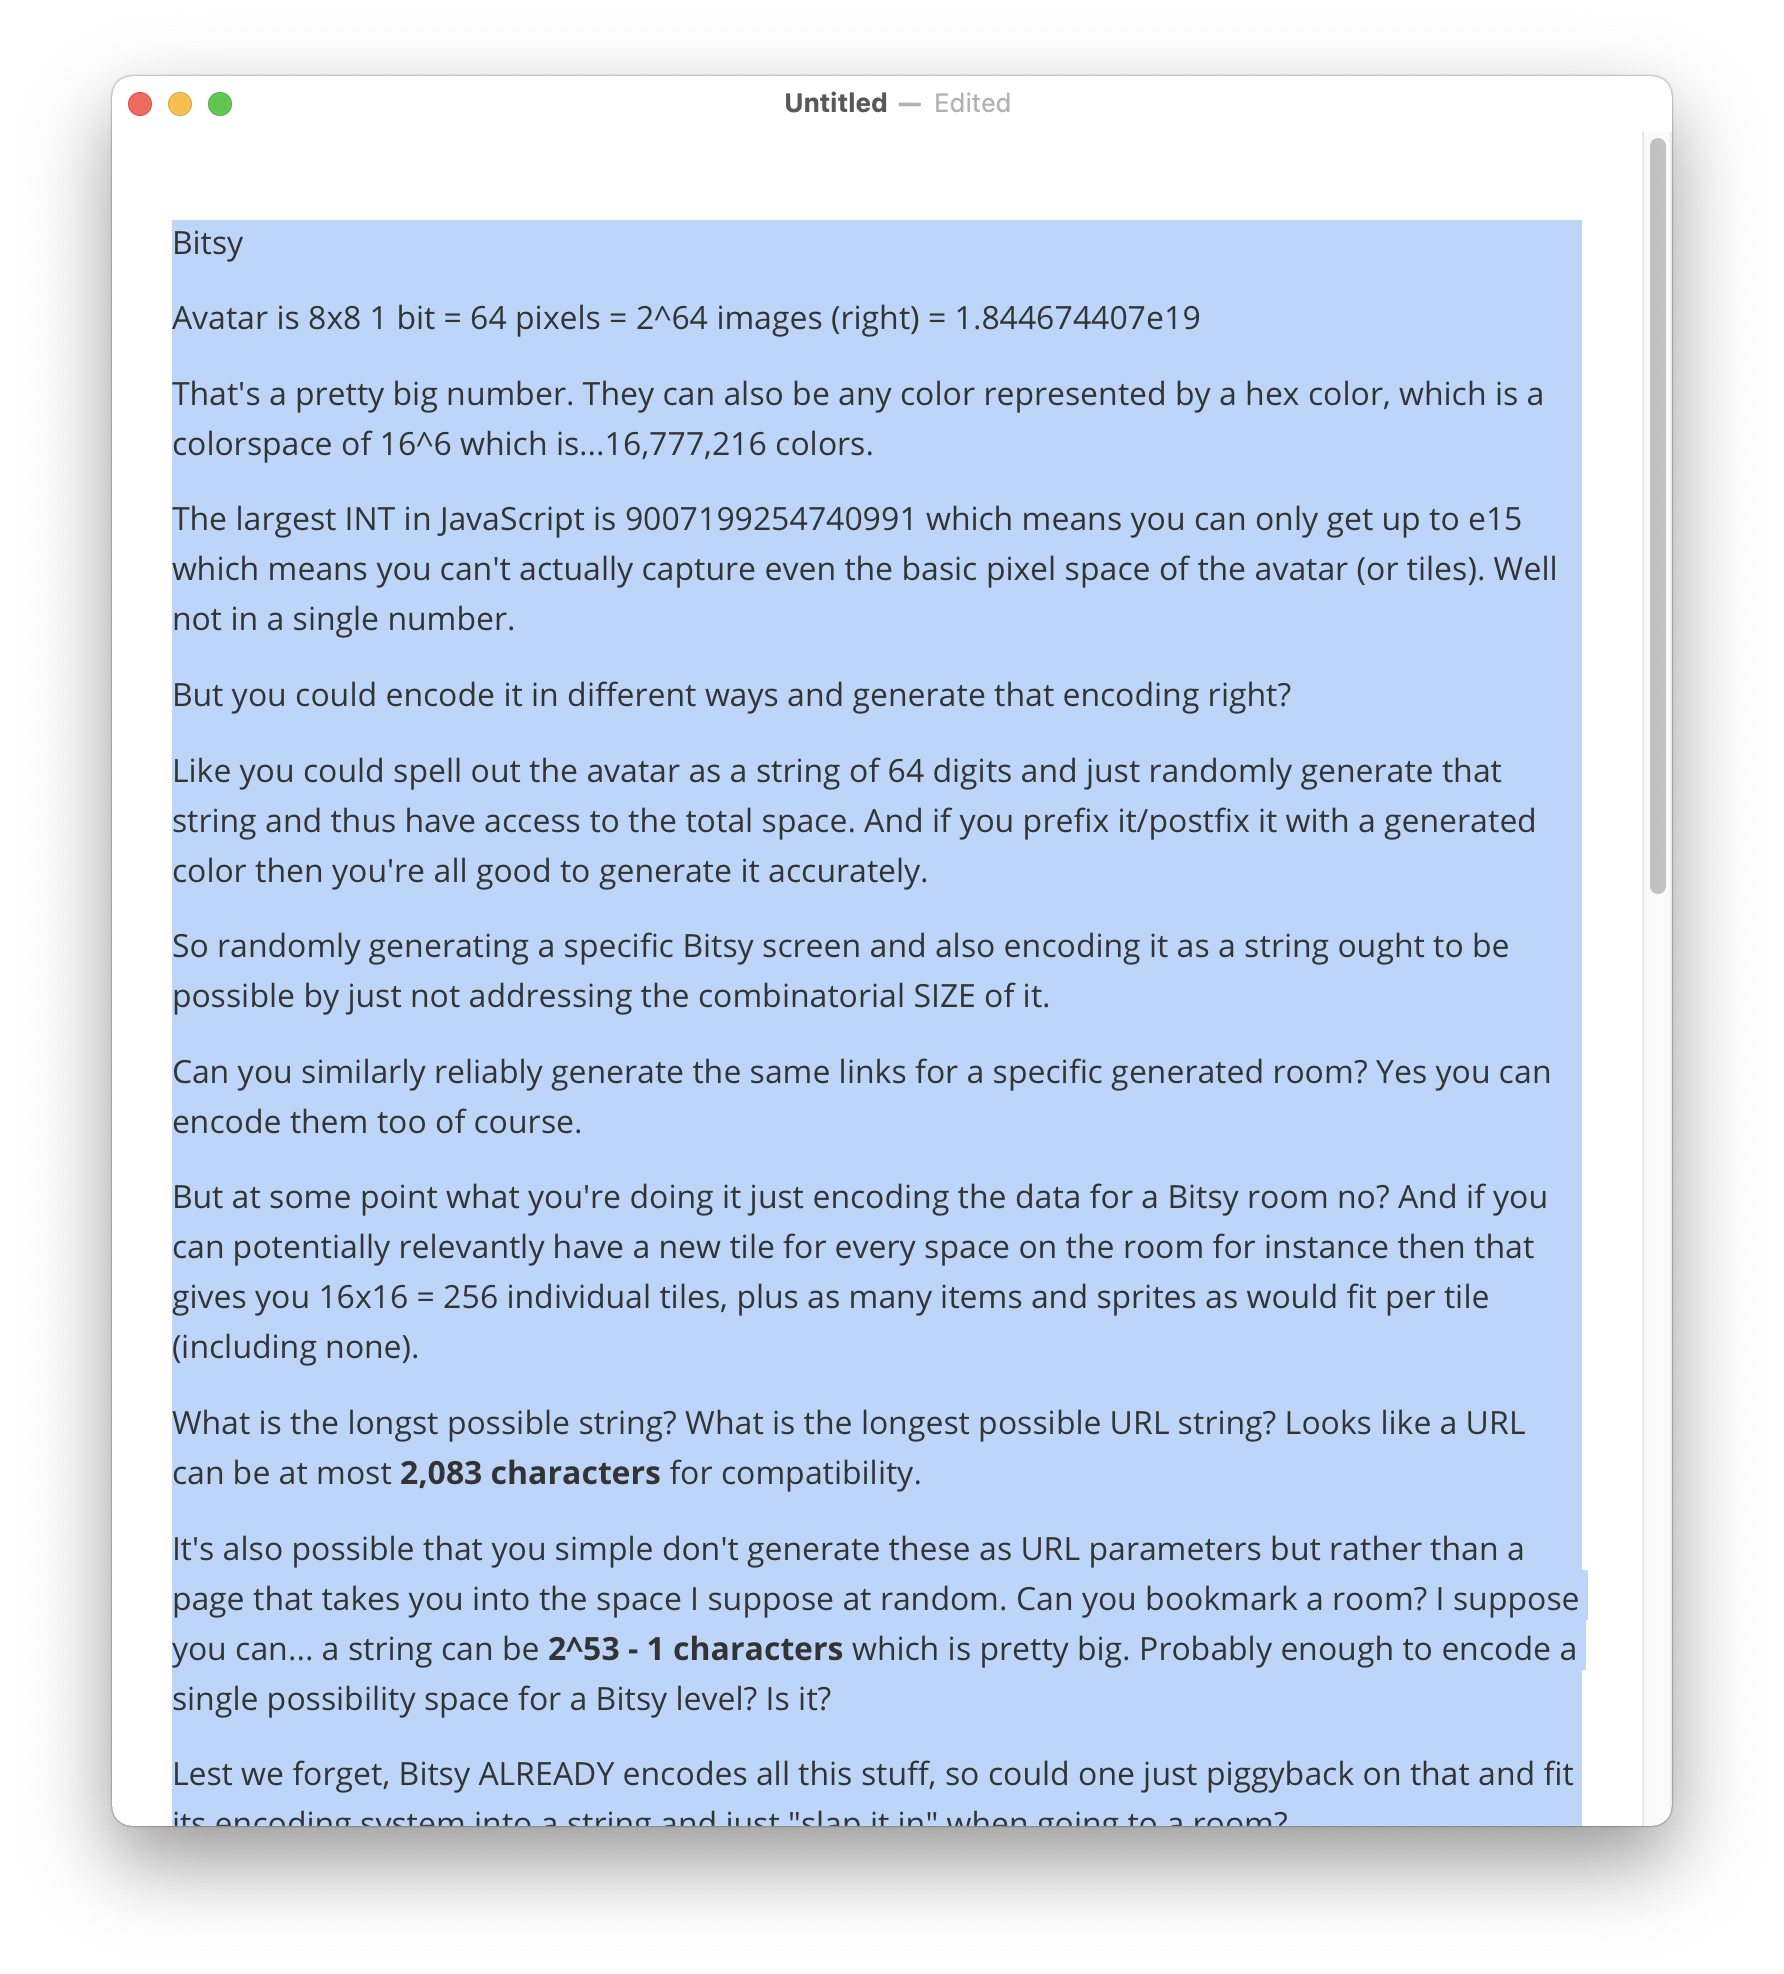 Untitled — Edited
Bitsy
Avatar is 8x8 1 bit = 64 pixels = 2^64 images (right) = 1.844674407e19
That's a pretty big number. They can also be any color represented by a hex color, which is a
colorspace of 16^6 which is...16,777,216 colors.
The largest INT in JavaScript is 9007199254740991 which means you can only get up to e15
which means you can't actually capture even the basic pixel space of the avatar (or tiles). Well
not in a single number.
But you could encode it in different ways and generate that encoding right?
Like you could spell out the avatar as a string of 64 digits and just randomly generate that
string and thus have access to the total space. And if you prefix it/postfix it with a generated
color then you're all good to generate it accurately.
So randomly generating a specific Bitsy screen and also encoding it as a string ought to be
possible by just not addressing the combinatorial SIZE of it.
Can you similarly reliably generate the same links for a specific generated room? Yes you can
encode them too of course.
But at some point what you're doing it just encoding the data for a Bitsy room no? And if you
can potentially relevantly have a new tile for every space on the room for instance then that
gives you 16x16 = 256 individual tiles, plus as many items and sprites as would fit per tile
(including none).
What is the longst possible string? What is the longest possible URL string? Looks like a URL
can be at most 2,083 characters for compatibility.
It's also possible that you simple don't generate these as URL parameters but rather than a
page that takes you into the space I suppose at random. Can you bookmark a room? I suppose
you can... a string can be 2^53 - 1 characters which is pretty big. Probably enough to encode a
single possibility space for a Bitsy level? Is it?
Lest we forget, Bitsy ALREADY encodes all this stuff, so could one just piggyback on that and fit
its encoding system into a string and just "slap it in" when going to a room?